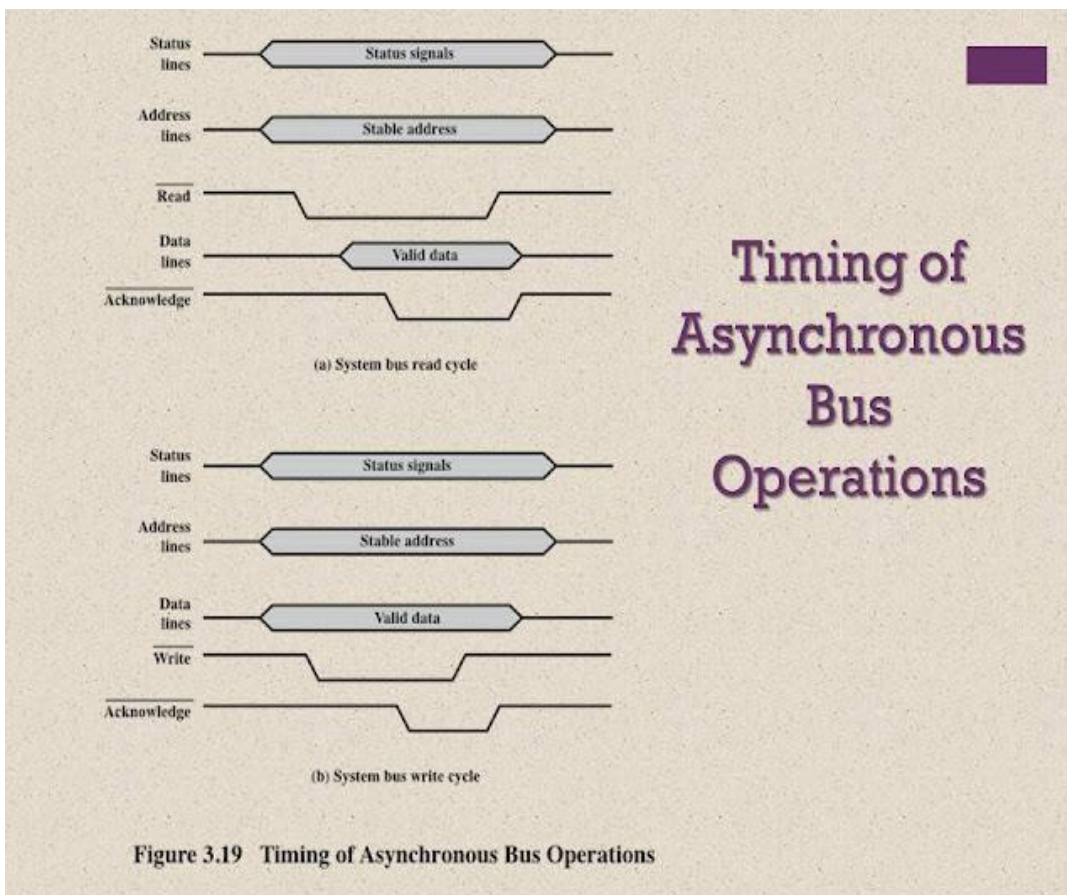 Status
lines
Status signals
Address
lines
Stable address
Read
Data
lines
Valid data
Acknowledge
(a) System bus read cycle
Status
lines
Status signals
Address
lines
Stable address
Data
lines
Valid data
Write
Acknowledge
(b) System bus write cycle
Figure 3.19 Timing of Asynchronous Bus Operations
Timing of
Asynchronous
Bus
Operations